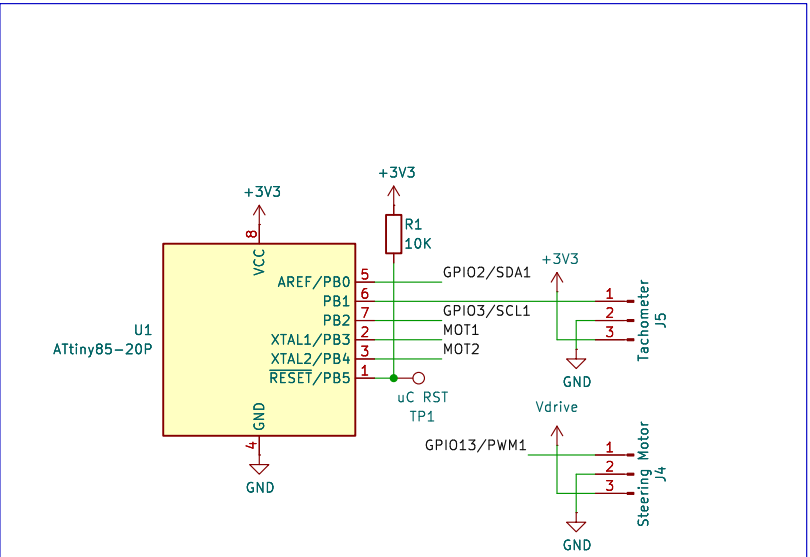 +3V3
+3V3
8
VCC
R1
10K
U1
ATtiny85-20P
AREF/PB0
5
GPIO2/SDA1
PB1
6
PB2
7
GPIO3/SCL1
XTAL1/PB3
2
MOT1
XTAL2/PB4
3
MOT2
RESET/PB5
1
uC RST
TP1
GND
4
GND
+3V3
1
2
3
Tachometer
J5
GND
Vdrive
GPIO13/PWM1
1
2
3
Steering Motor
J4
GND